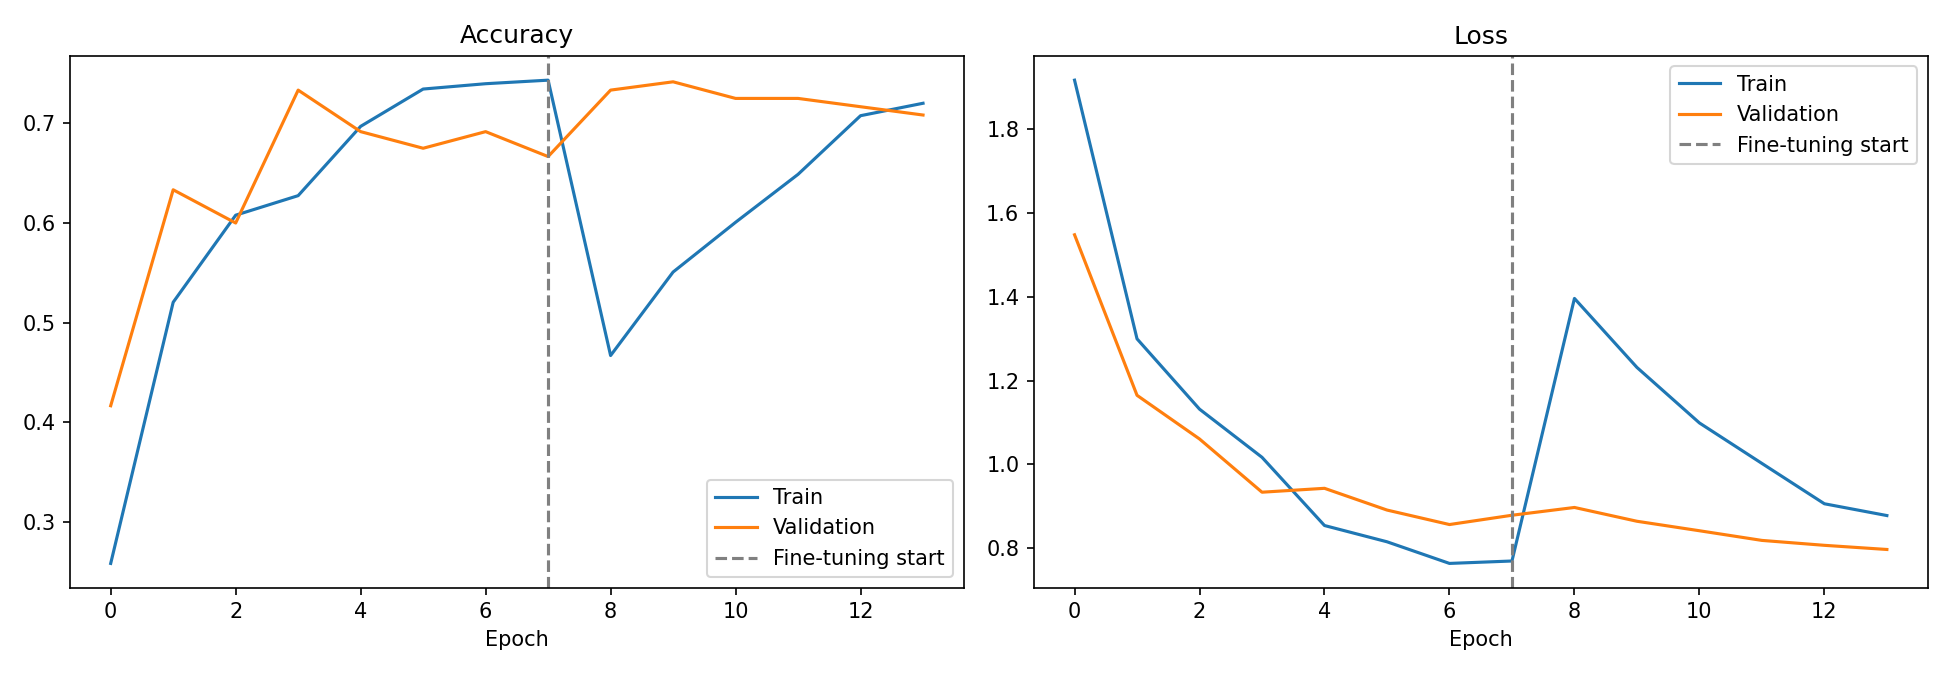 Accuracy
0.7
0.6
0.5
0.4
0.3
0 2 4 6 8 10 12
Epoch
Train
Validation
Fine-tuning start
Loss
1.8
1.6
1.4
1.2
1.0
0.8
0 2 4 6 8 10 12
Epoch
Train
Validation
Fine-tuning start